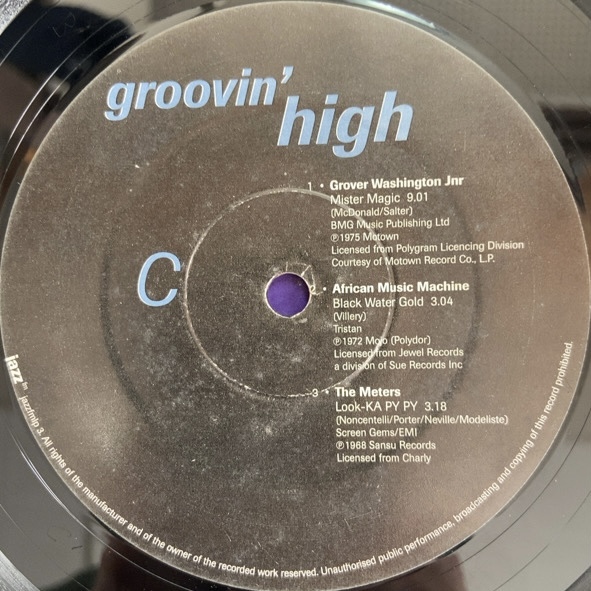 groovin'
high
C
1 • Grover Washington Jnr
Mister Magic 9.01
(McDonald/Salter)
BMG Music Publishing Ltd
℗1975 Motown
Licensed from Polygram Licencing Division
Courtesy of Motown Record Co., L.P.
2 • African Music Machine
Black Water Gold 3.04
(Villery)
Tristan
℗1972 Mojo (Polydor)
Licensed from Jewel Records
a division of Sue Records Inc
3 • The Meters
Look-KA PY PY 3.18
(Noncentelli/Porter/Neville/Modeliste)
Screen Gems/EMI
℗1968 Sansu Records
Licensed from Charly
jazz fm jazzfmlp 3. All rights of the manufacturer and of the owner of the recorded work reserved. Unauthorised public performance, broadcasting and copying of this record prohibited.